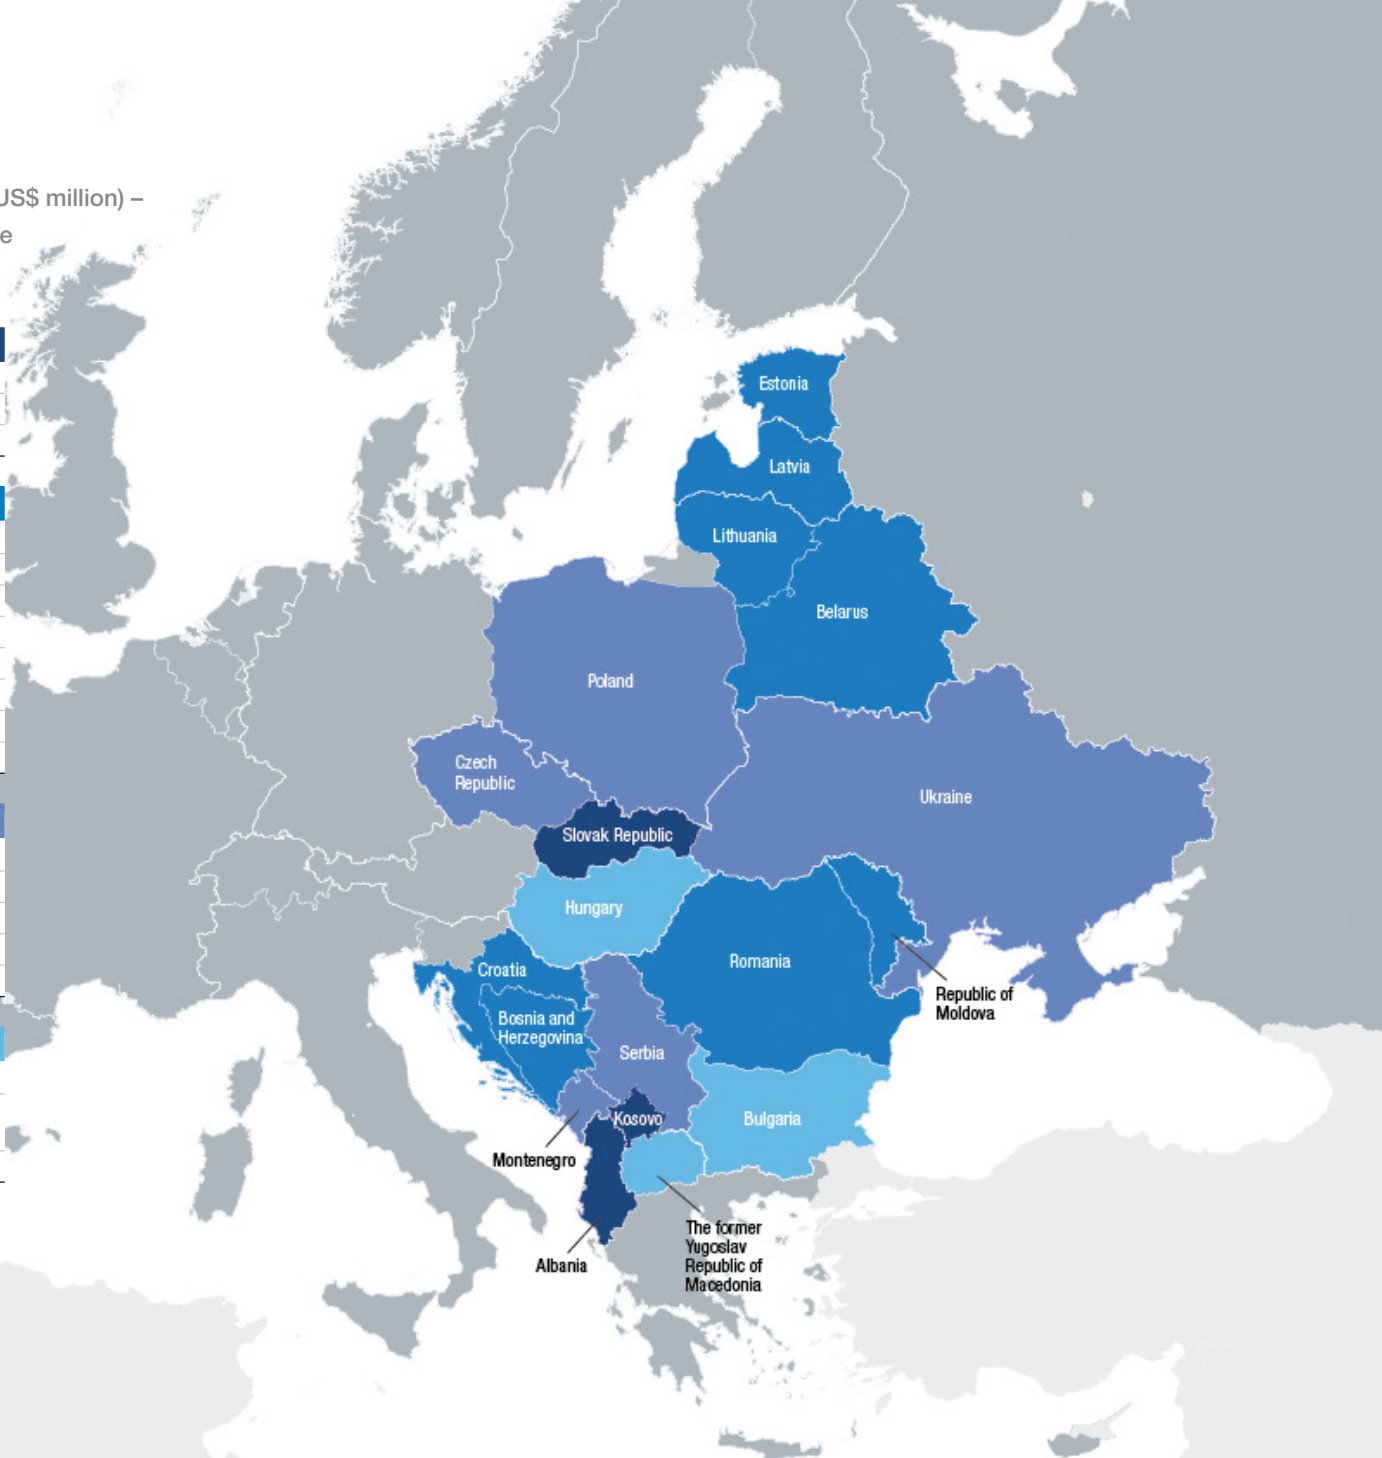 US$ million) –
e
Estonia
Latvia
Lithuania
Belarus
Poland
Czech
Republic
Ukraine
Slovak Republic
Hungary
Croatia
Romania
Republic of
Moldova
Bosnia and
Herzegovina
Serbia
Kosovo
Bulgaria
Montenegro
The former
Yugoslav
Republic of
Macedonia
Albania